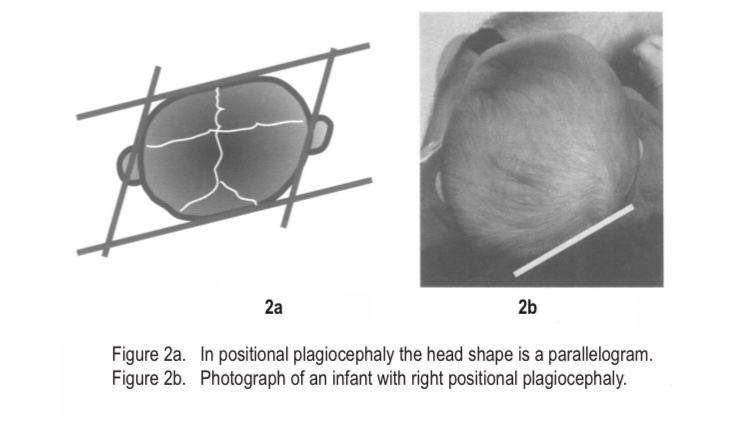 2a
2b
Figure 2a. In positional plagiocephaly the head shape is a parallelogram.
Figure 2b. Photograph of an infant with right positional plagiocephaly.